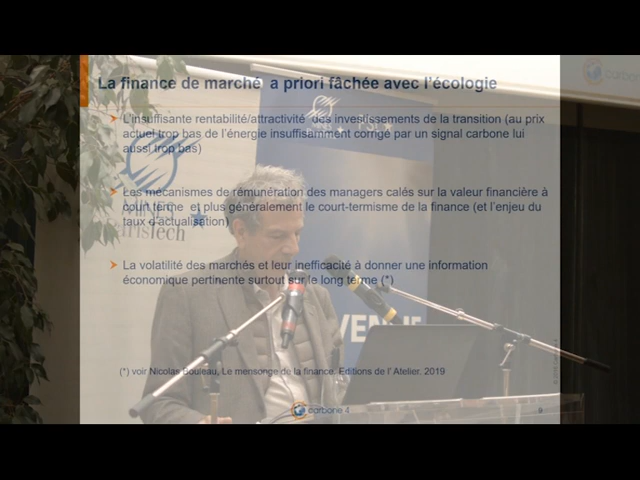 La finance de marché a priori fâchée avec l'écologie
carbone
L'insuffisante rentabilité/attractivité des investissements de la transition (au prix
actuel trop bas de l'énergie insuffisamment corrigé par un signal carbone lui
aussi trop bas)
Les mécanismes de rémunération des managers calés sur la valeur financière à
court terme et plus généralement le court-termisme de la finance (et l'enjeu du
taux d'actualisation)
La volatilité des marchés et leur inefficacité à donner une information
économique pertinente surtout sur le long terme (*)
(*) voir Nicolas Bouleau, Le mensonge de la finance. Editions de l' Atelier. 2019
carbone 4
9